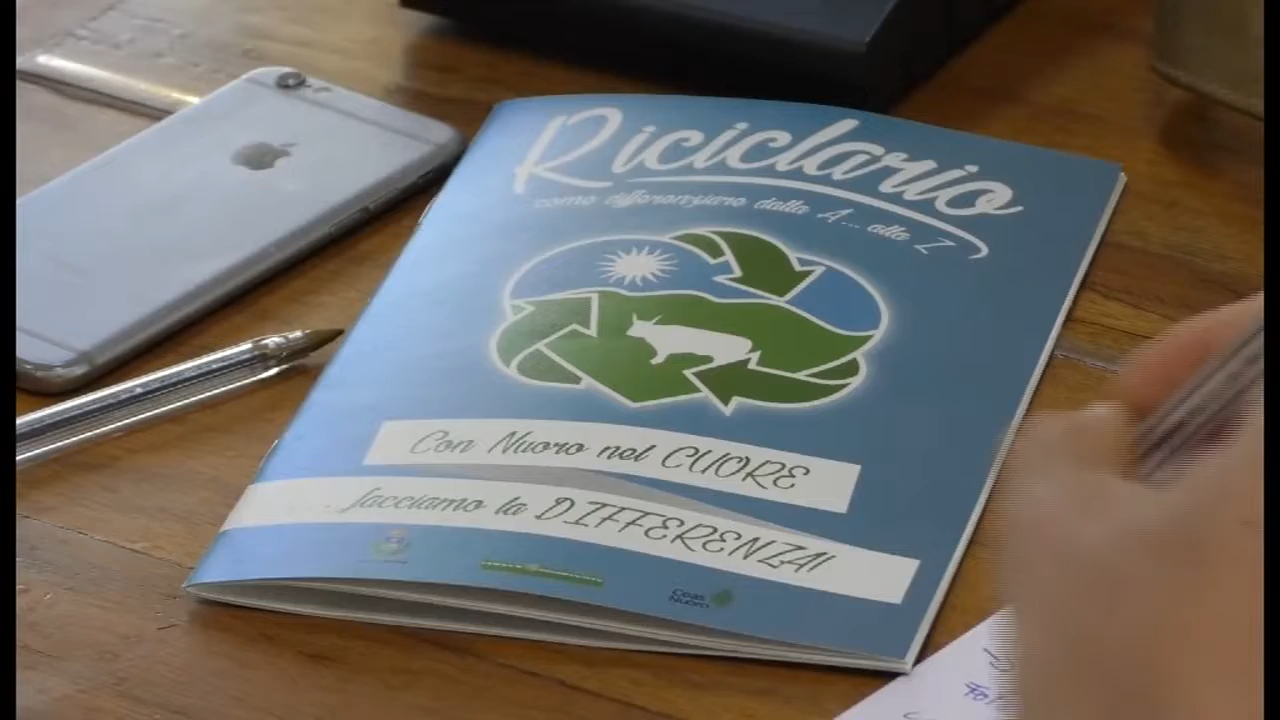 Riciclario
come differenziare dalla A... alla Z
Con Nuoro nel CUORE
...facciamo la DIFFERENZA!
Ceas
Nuoro